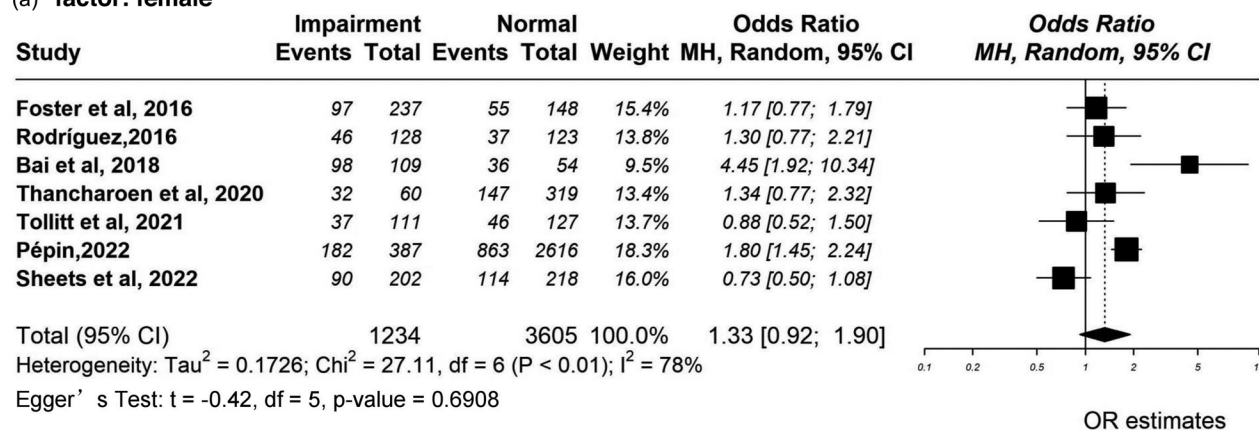 (a) factor: female
Impairment Normal Odds Ratio Odds Ratio
Study Events Total Events Total Weight MH, Random, 95% CI MH, Random, 95% CI
Foster et al, 2016 97 237 55 148 15.4% 1.17 [0.77; 1.79]
Rodríguez,2016 46 128 37 123 13.8% 1.30 [0.77; 2.21]
Bai et al, 2018 98 109 36 54 9.5% 4.45 [1.92; 10.34]
Thancharoen et al, 2020 32 60 147 319 13.4% 1.34 [0.77; 2.32]
Tollitt et al, 2021 37 111 46 127 13.7% 0.88 [0.52; 1.50]
Pépin,2022 182 387 863 2616 18.3% 1.80 [1.45; 2.24]
Sheets et al, 2022 90 202 114 218 16.0% 0.73 [0.50; 1.08]
Total (95% CI) 1234 3605 100.0% 1.33 [0.92; 1.90]
Heterogeneity: Tau² = 0.1726; Chi² = 27.11, df = 6 (P < 0.01); I² = 78%
0.1 0.2 0.5 1 2 5
Egger’s Test: t = -0.42, df = 5, p-value = 0.6908
OR estimates